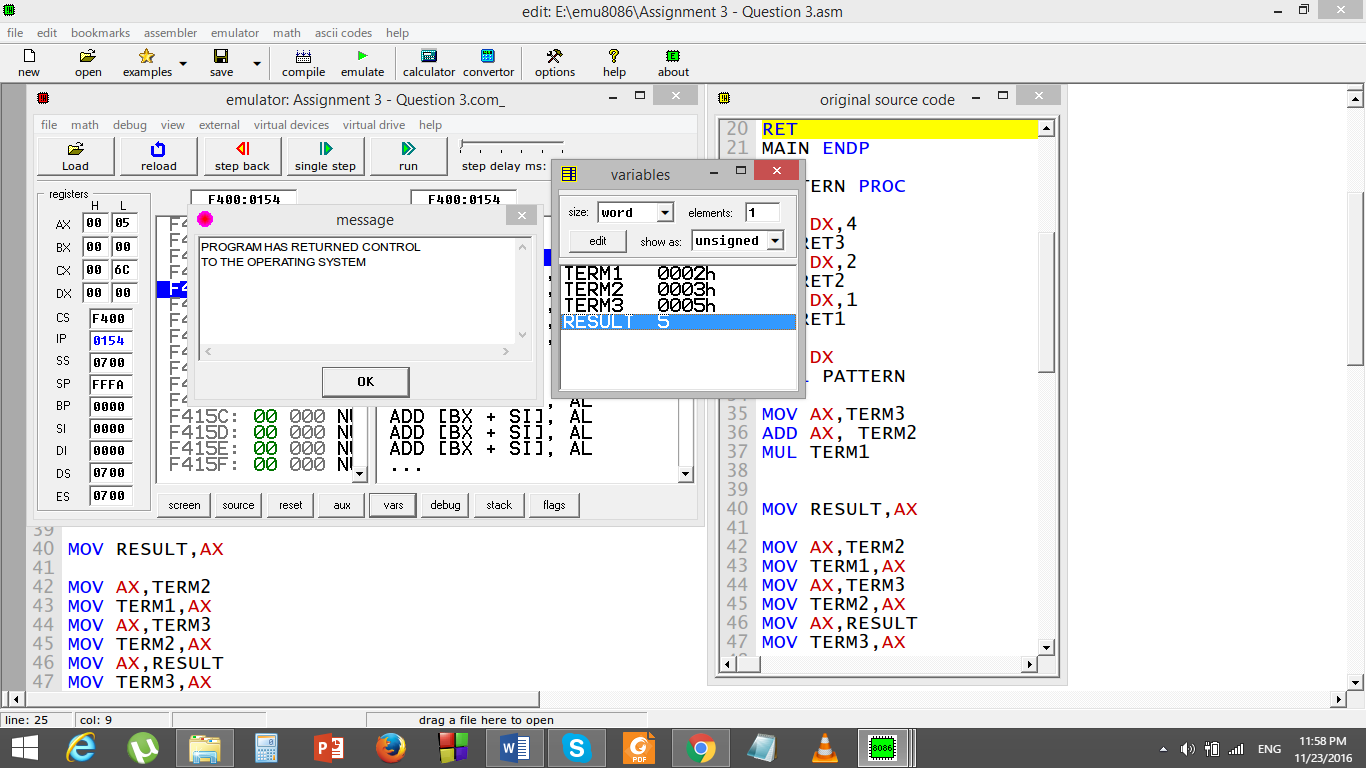 edit: E:\emu8086\Assignment 3 - Question 3.asm
file edit bookmarks assembler emulator math ascii codes help
new open examples save compile emulate calculator convertor options help about
emulator: Assignment 3 - Question 3.com_
file math debug view external virtual devices virtual drive help
Load reload step back single step run step delay ms:
registers
H L
AX 00 05
BX 00 00
CX 00 6C
DX 00 00
CS F400
IP 0154
SS 0700
SP FFFA
BP 0000
SI 0000
DI 0000
DS 0700
ES 0700
F400:0154 F400:0154
message
PROGRAM HAS RETURNED CONTROL
TO THE OPERATING SYSTEM
OK
F415C: 00 000 ADD [BX + SI], AL
F415D: 00 000 ADD [BX + SI], AL
F415E: 00 000 ADD [BX + SI], AL
F415F: 00 000 ...
screen source reset aux vars debug stack flags
variables
size: word elements: 1
edit show as: unsigned
TERM1 0002h
TERM2 0003h
TERM3 0005h
RESULT 5
original source code
20 RET
21 MAIN ENDP
TERN PROC
DX,4
RET3
DX,2
RET2
DX,1
RET1
DX
PATTERN
35 MOV AX,TERM3
36 ADD AX, TERM2
37 MUL TERM1
38
39
40 MOV RESULT,AX
41
42 MOV AX,TERM2
43 MOV TERM1,AX
44 MOV AX,TERM3
45 MOV TERM2,AX
46 MOV AX,RESULT
47 MOV TERM3,AX
39
40 MOV RESULT,AX
41
42 MOV AX,TERM2
43 MOV TERM1,AX
44 MOV AX,TERM3
45 MOV TERM2,AX
46 MOV AX,RESULT
47 MOV TERM3,AX
line: 25 col: 9 drag a file here to open
ENG 11:58 PM
11/23/2016